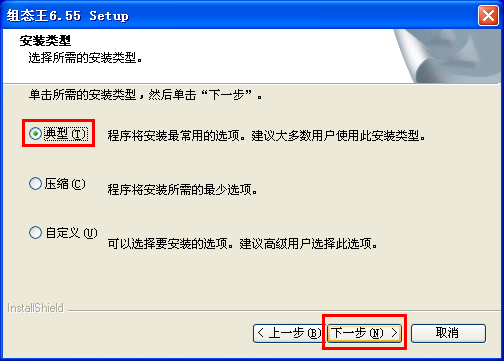 组态王6.55 Setup
安装类型
选择所需的安装类型。
单击所需的安装类型，然后单击“下一步”。
典型(T) 程序将安装最常用的选项。建议大多数用户使用此安装类型。
压缩(C) 程序将安装所需的最少选项。
自定义(U) 可以选择要安装的选项。建议高级用户选择此选项。
InstallShield
< 上一步(B) 下一步(N) > 取消